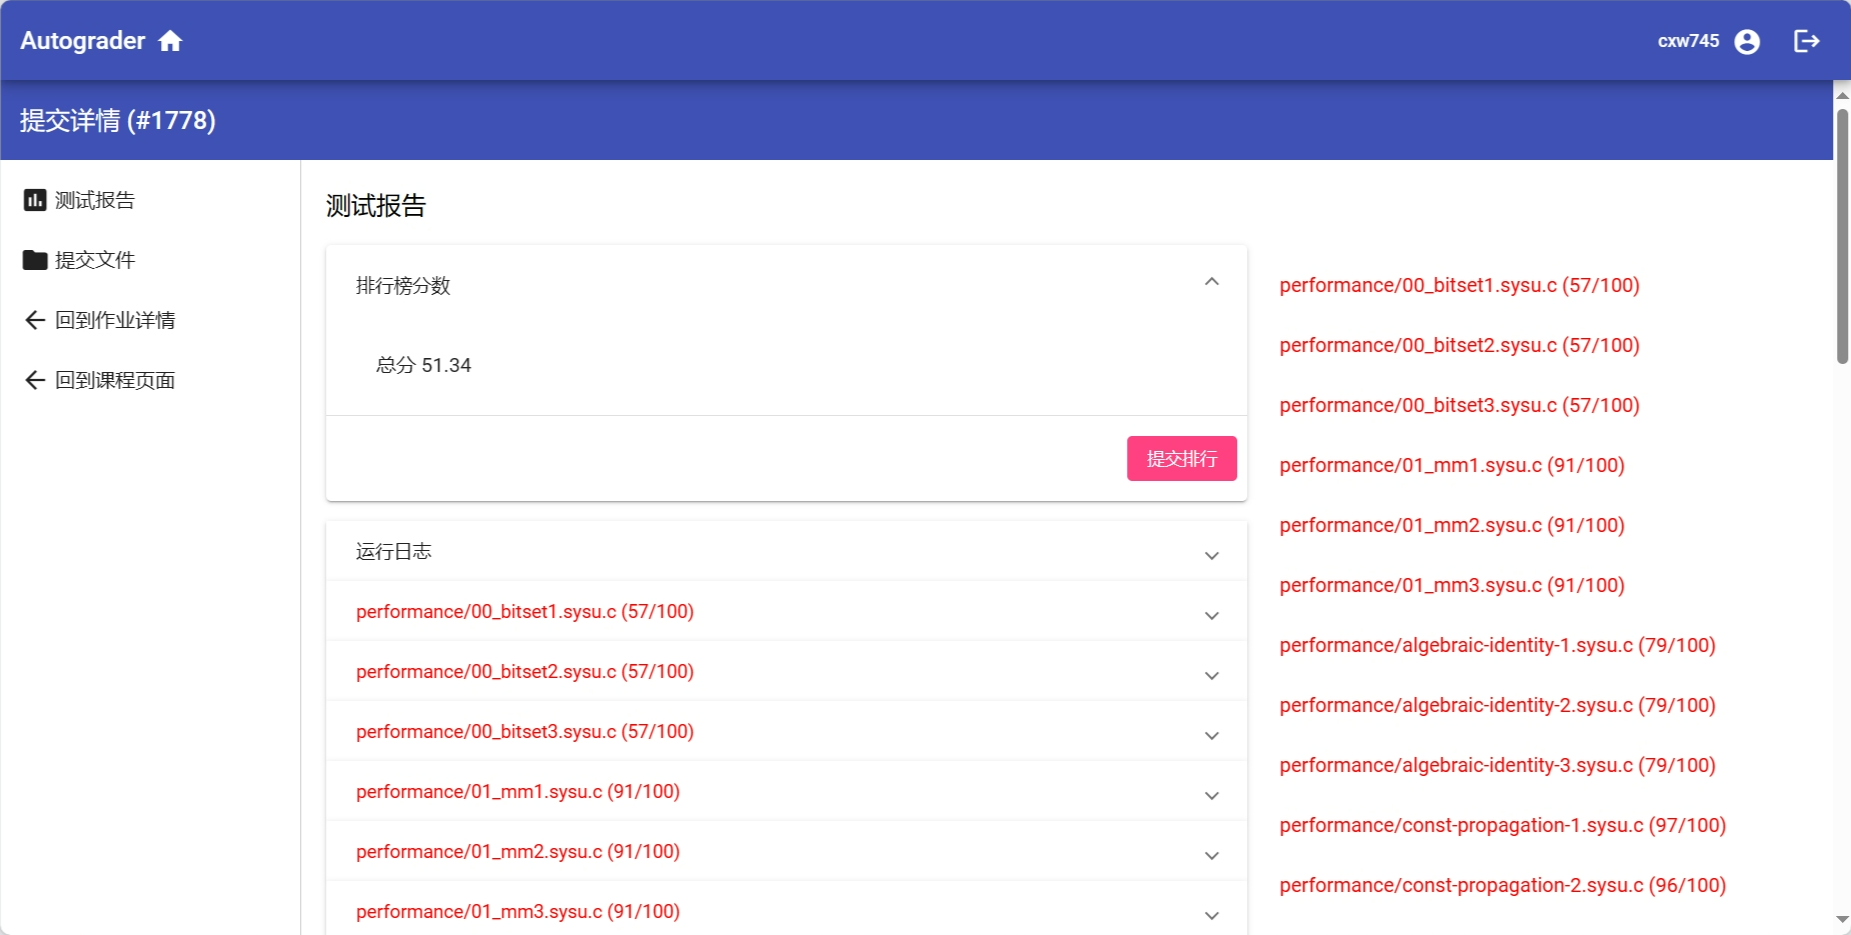 Autograder
cxw745
提交详情 (#1778)
测试报告
提交文件
回到作业详情
回到课程页面
测试报告
排行榜分数
总分 51.34
提交排行
运行日志
performance/00_bitset1.sysu.c (57/100)
performance/00_bitset2.sysu.c (57/100)
performance/00_bitset3.sysu.c (57/100)
performance/01_mm1.sysu.c (91/100)
performance/01_mm2.sysu.c (91/100)
performance/01_mm3.sysu.c (91/100)
performance/00_bitset1.sysu.c (57/100)
performance/00_bitset2.sysu.c (57/100)
performance/00_bitset3.sysu.c (57/100)
performance/01_mm1.sysu.c (91/100)
performance/01_mm2.sysu.c (91/100)
performance/01_mm3.sysu.c (91/100)
performance/algebraic-identity-1.sysu.c (79/100)
performance/algebraic-identity-2.sysu.c (79/100)
performance/algebraic-identity-3.sysu.c (79/100)
performance/const-propagation-1.sysu.c (97/100)
performance/const-propagation-2.sysu.c (96/100)